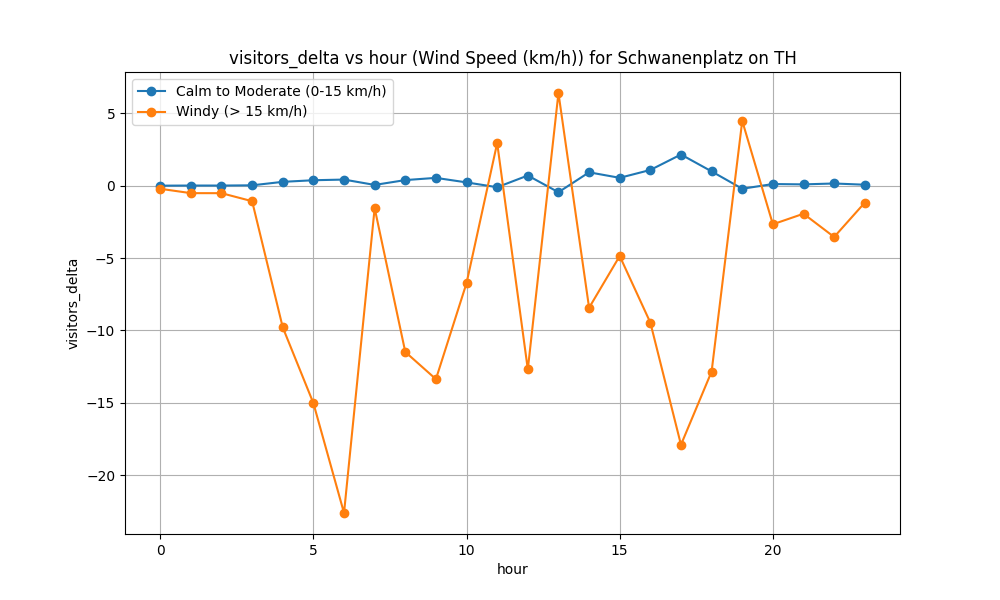 visitors_delta vs hour (Wind Speed (km/h)) for Schwanenplatz on TH
Calm to Moderate (0-15 km/h)
Windy (> 15 km/h)
visitors_delta
5
0
−5
−10
−15
−20
0 5 10 15 20
hour